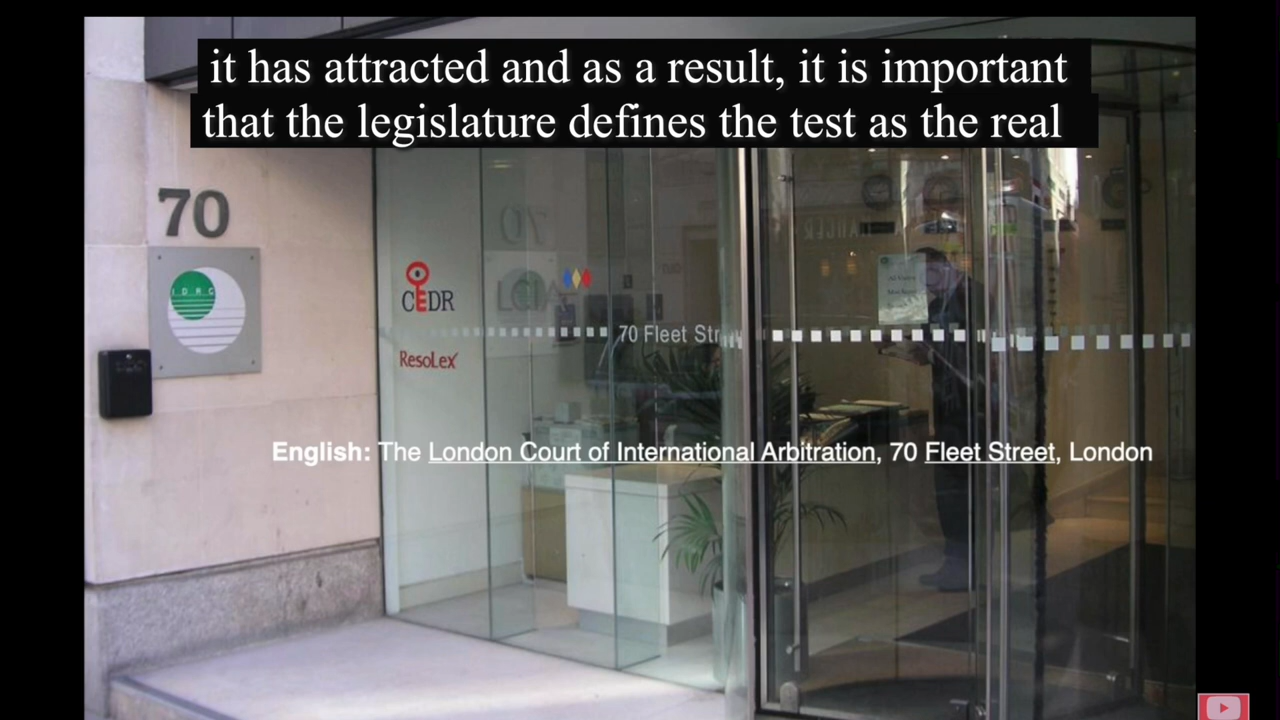 it has attracted and as a result, it is important
that the legislature defines the test as the real
70
IDRC
CEDR
70 Fleet Str
ResoLex
English: The London Court of International Arbitration, 70 Fleet Street, London